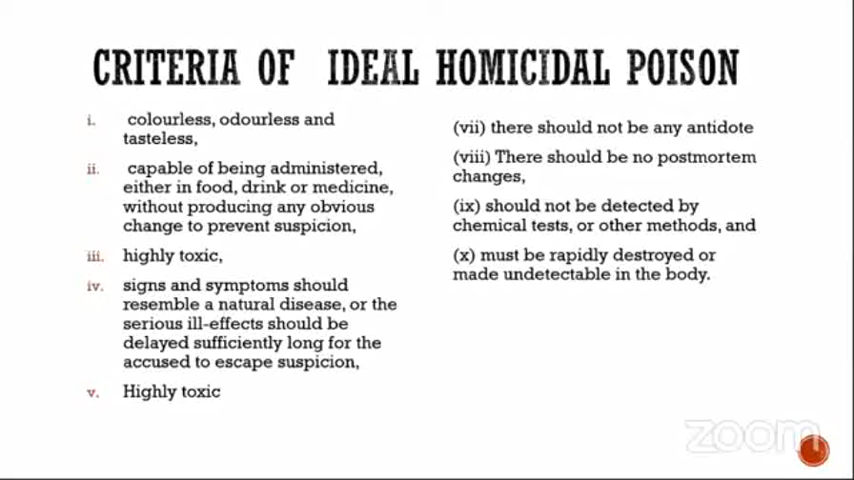 CRITERIA OF IDEAL HOMICIDAL POISON
i. colourless, odourless and
tasteless,
ii. capable of being administered,
either in food, drink or medicine,
without producing any obvious
change to prevent suspicion,
iii. highly toxic,
iv. signs and symptoms should
resemble a natural disease, or the
serious ill-effects should be
delayed sufficiently long for the
accused to escape suspicion,
v. Highly toxic
(vii) there should not be any antidote
(viii) There should be no postmortem
changes,
(ix) should not be detected by
chemical tests, or other methods, and
(x) must be rapidly destroyed or
made undetectable in the body.
zoom